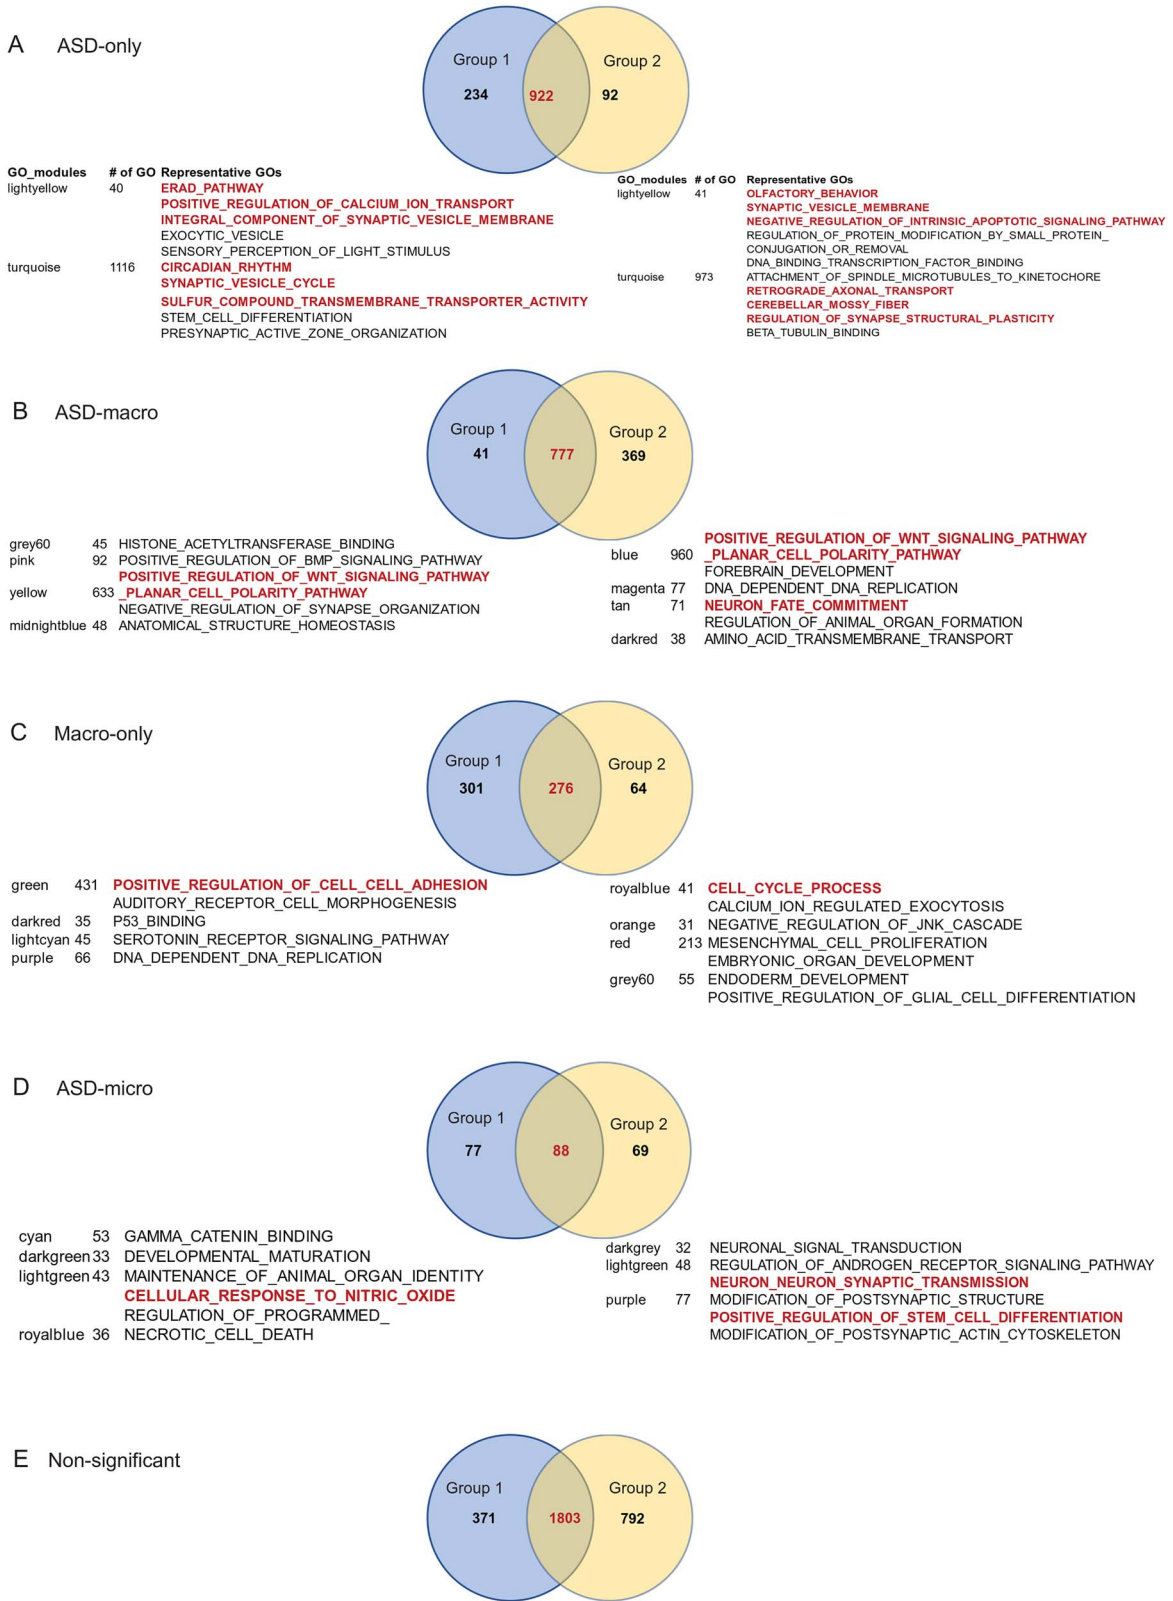 A ASD-only
Group 1
Group 2
234
922
92
GO_modules # of GO Representative GOs
lightyellow 40 ERAD_PATHWAY
POSITIVE_REGULATION_OF_CALCIUM_ION_TRANSPORT
INTEGRAL_COMPONENT_OF_SYNAPTIC_VESICLE_MEMBRANE
EXOCYTIC_VESICLE
SENSORY_PERCEPTION_OF_LIGHT_STIMULUS
turquoise 1116 CIRCADIAN_RHYTHM
SYNAPTIC_VESICLE_CYCLE
SULFUR_COMPOUND_TRANSMEMBRANE_TRANSPORTER_ACTIVITY
STEM_CELL_DIFFERENTIATION
PRESYNAPTIC_ACTIVE_ZONE_ORGANIZATION
GO_modules # of GO Representative GOs
lightyellow 41 OLFACTORY_BEHAVIOR
SYNAPTIC_VESICLE_MEMBRANE
NEGATIVE_REGULATION_OF_INTRINSIC_APOPTOTIC_SIGNALING_PATHWAY
REGULATION_OF_PROTEIN_MODIFICATION_BY_SMALL_PROTEIN_
CONJUGATION_OR_REMOVAL
DNA_BINDING_TRANSCRIPTION_FACTOR_BINDING
turquoise 973 ATTACHMENT_OF_SPINDLE_MICROTUBULES_TO_KINETOCHORE
RETROGRADE_AXONAL_TRANSPORT
CEREBELLAR_MOSSY_FIBER
REGULATION_OF_SYNAPSE_STRUCTURAL_PLASTICITY
BETA_TUBULIN_BINDING
B ASD-macro
Group 1
Group 2
41
777
369
grey60 45 HISTONE_ACETYLTRANSFERASE_BINDING
pink 92 POSITIVE_REGULATION_OF_BMP_SIGNALING_PATHWAY
POSITIVE_REGULATION_OF_WNT_SIGNALING_PATHWAY
yellow 633 _PLANAR_CELL_POLARITY_PATHWAY
NEGATIVE_REGULATION_OF_SYNAPSE_ORGANIZATION
midnightblue 48 ANATOMICAL_STRUCTURE_HOMEOSTASIS
POSITIVE_REGULATION_OF_WNT_SIGNALING_PATHWAY
blue 960 _PLANAR_CELL_POLARITY_PATHWAY
FOREBRAIN_DEVELOPMENT
magenta 77 DNA_DEPENDENT_DNA_REPLICATION
tan 71 NEURON_FATE_COMMITMENT
REGULATION_OF_ANIMAL_ORGAN_FORMATION
darkred 38 AMINO_ACID_TRANSMEMBRANE_TRANSPORT
C Macro-only
Group 1
Group 2
301
276
64
green 431 POSITIVE_REGULATION_OF_CELL_CELL_ADHESION
AUDITORY_RECEPTOR_CELL_MORPHOGENESIS
darkred 35 P53_BINDING
lightcyan 45 SEROTONIN_RECEPTOR_SIGNALING_PATHWAY
purple 66 DNA_DEPENDENT_DNA_REPLICATION
royalblue 41 CELL_CYCLE_PROCESS
CALCIUM_ION_REGULATED_EXOCYTOSIS
orange 31 NEGATIVE_REGULATION_OF_JNK_CASCADE
red 213 MESENCHYMAL_CELL_PROLIFERATION
EMBRYONIC_ORGAN_DEVELOPMENT
grey60 55 ENDODERM_DEVELOPMENT
POSITIVE_REGULATION_OF_GLIAL_CELL_DIFFERENTIATION
D ASD-micro
Group 1
Group 2
77
88
69
cyan 53 GAMMA_CATENIN_BINDING
darkgreen 33 DEVELOPMENTAL_MATURATION
lightgreen 43 MAINTENANCE_OF_ANIMAL_ORGAN_IDENTITY
CELLULAR_RESPONSE_TO_NITRIC_OXIDE
REGULATION_OF_PROGRAMMED_
royalblue 36 NECROTIC_CELL_DEATH
darkgrey 32 NEURONAL_SIGNAL_TRANSDUCTION
lightgreen 48 REGULATION_OF_ANDROGEN_RECEPTOR_SIGNALING_PATHWAY
NEURON_NEURON_SYNAPTIC_TRANSMISSION
purple 77 MODIFICATION_OF_POSTSYNAPTIC_STRUCTURE
POSITIVE_REGULATION_OF_STEM_CELL_DIFFERENTIATION
MODIFICATION_OF_POSTSYNAPTIC_ACTIN_CYTOSKELETON
E Non-significant
Group 1
Group 2
371
1803
792